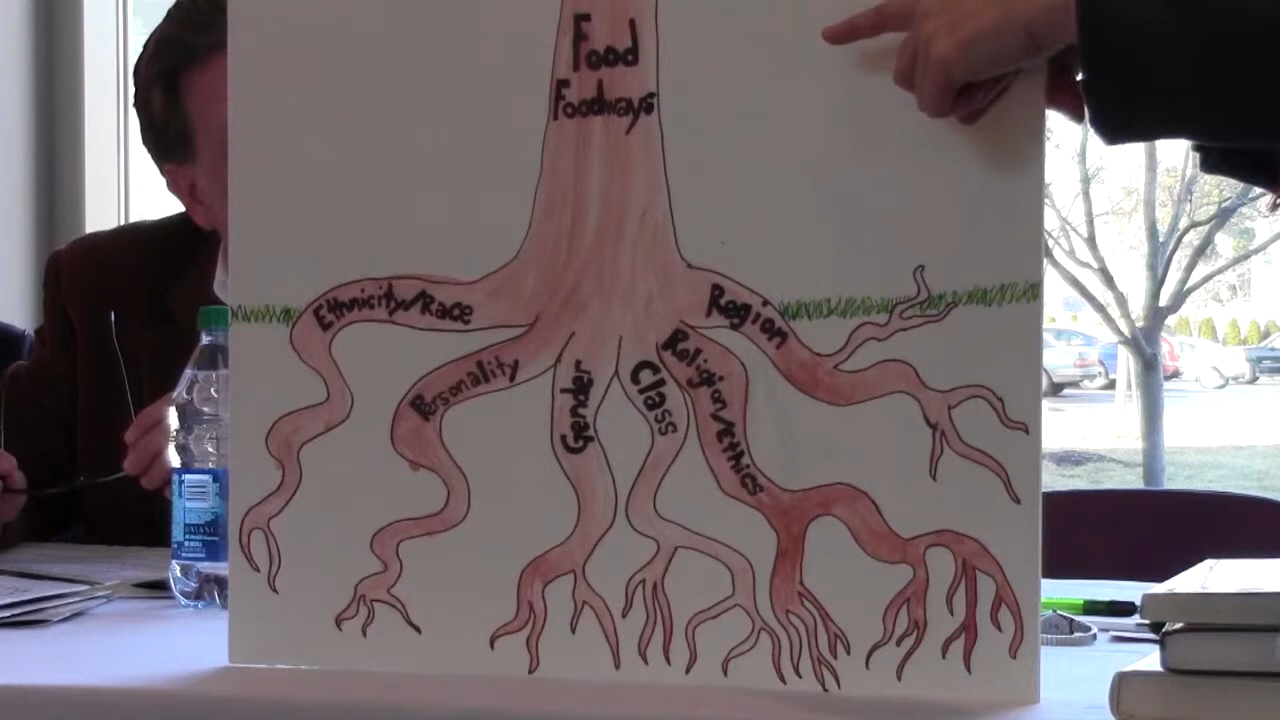 Food
Foodways
Ethnicity/Race
Personality
Gender
Class
Religion/Ethics
Region